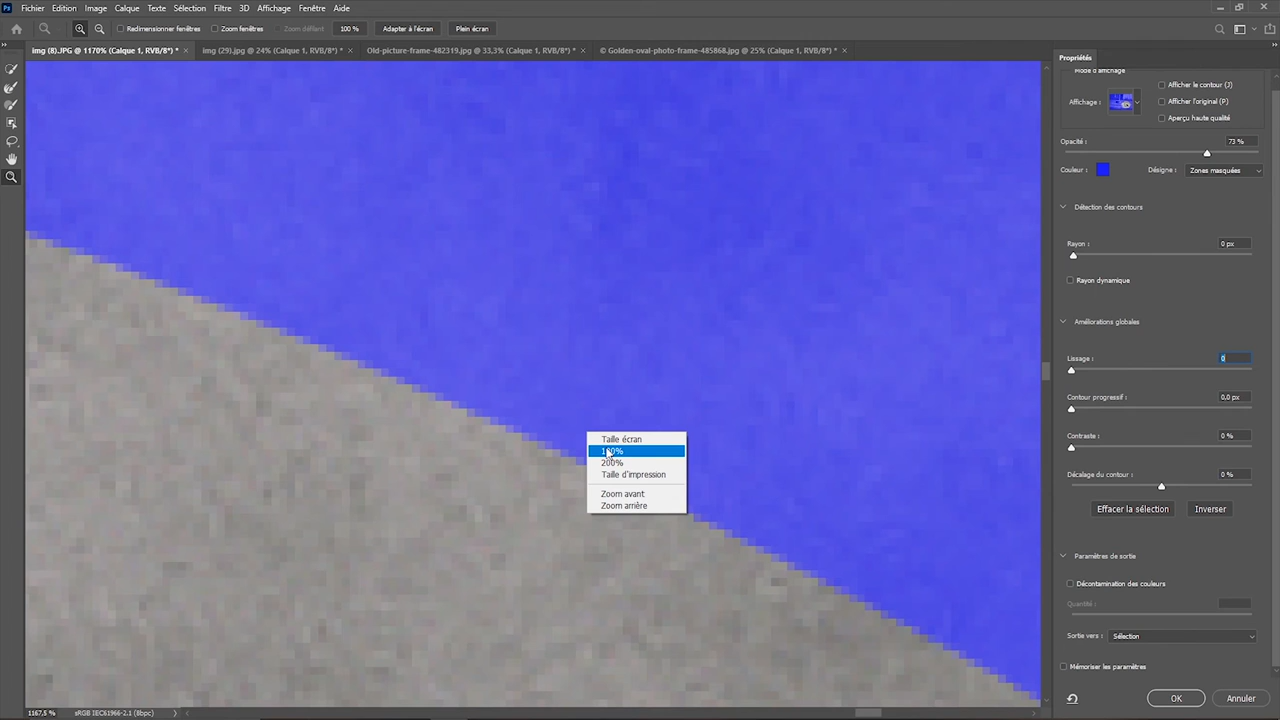 Ps Fichier Edition Image Calque Texte Sélection Filtre 3D Affichage Fenêtre Aide
Redimensionner fenêtres Zoom fenêtres Zoom défilant 100 % Adapter à l'écran Plein écran
img (8).JPG @ 1170% (Calque 1, RVB/8*) * × img (29).jpg @ 24% (Calque 1, RVB/8*) * × Old-picture-frame-482319.jpg @ 33,3% (Calque 1, RVB/8*) * × © Golden-oval-photo-frame-485868.jpg @ 25% (Calque 1, RVB/8*) * ×
Propriétés
Mode d'affichage
Affichage :
Afficher le contour (J)
Afficher l'original (P)
Aperçu haute qualité
Opacité : 73 %
Couleur : Désigne : Zones masquées
Détection des contours
Rayon : 0 px
Rayon dynamique
Améliorations globales
Lissage : 0
Contour progressif : 0,0 px
Contraste : 0 %
Décalage du contour : 0 %
Effacer la sélection Inverser
Paramètres de sortie
Décontamination des couleurs
Quantité :
Sortie vers : Sélection
Mémoriser les paramètres
OK Annuler
Taille écran
100%
200%
Taille d'impression
Zoom avant
Zoom arrière
1167,5 % sRGB IEC61966-2.1 (8bpc)